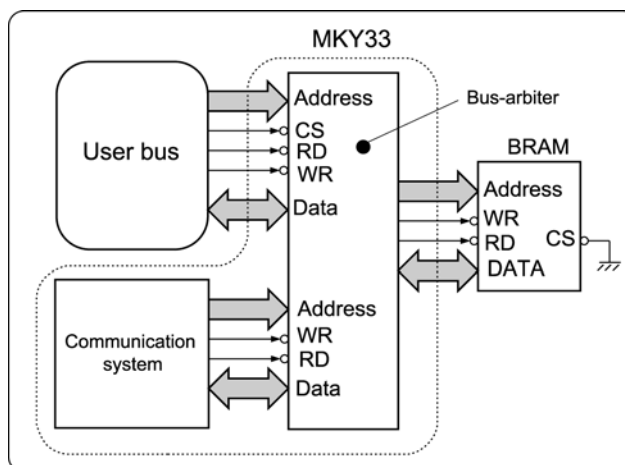 MKY33
User bus
Address
CS
RD
WR
Data
Bus-arbiter
BRAM
Address
WR
RD CS
DATA
Communication
system
Address
WR
RD
Data